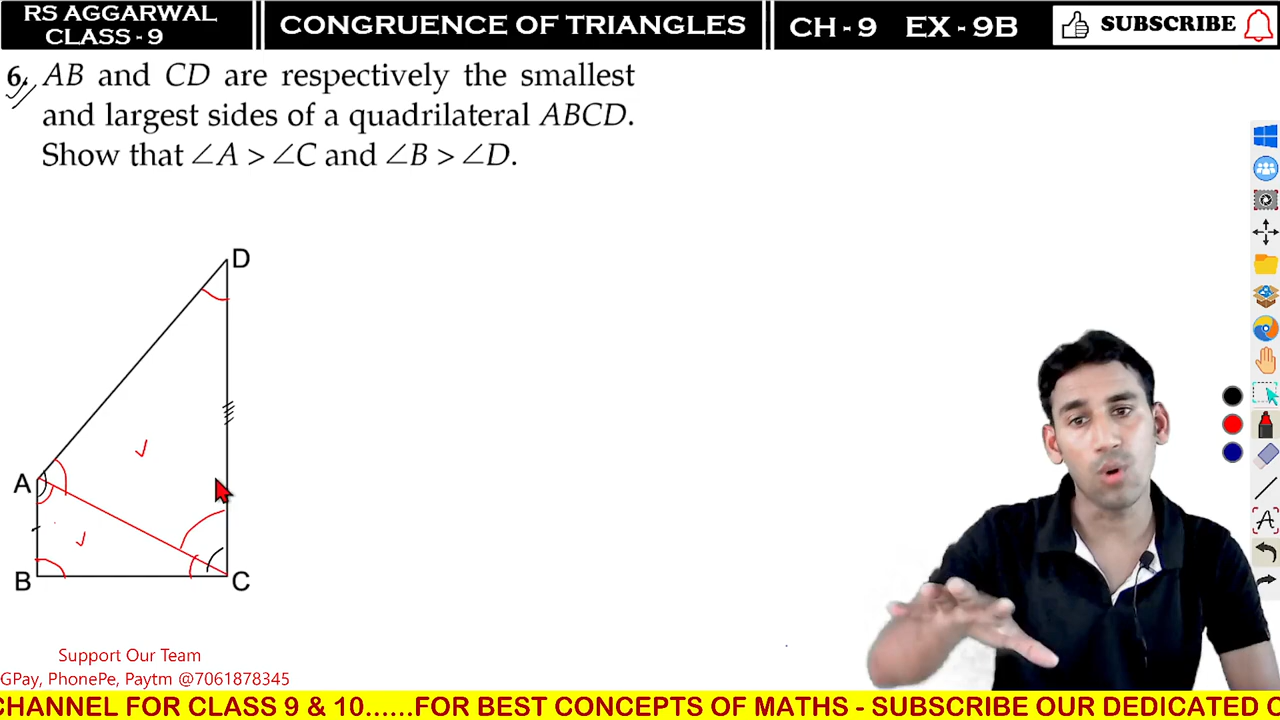 RS AGGARWAL
CLASS - 9
CONGRUENCE OF TRIANGLES
CH - 9 EX - 9B
SUBSCRIBE
6. AB and CD are respectively the smallest
and largest sides of a quadrilateral ABCD.
Show that ∠A > ∠C and ∠B > ∠D.
D
A
B
C
A
Support Our Team
GPay, PhonePe, Paytm @7061878345
CHANNEL FOR CLASS 9 & 10......FOR BEST CONCEPTS OF MATHS - SUBSCRIBE OUR DEDICATED